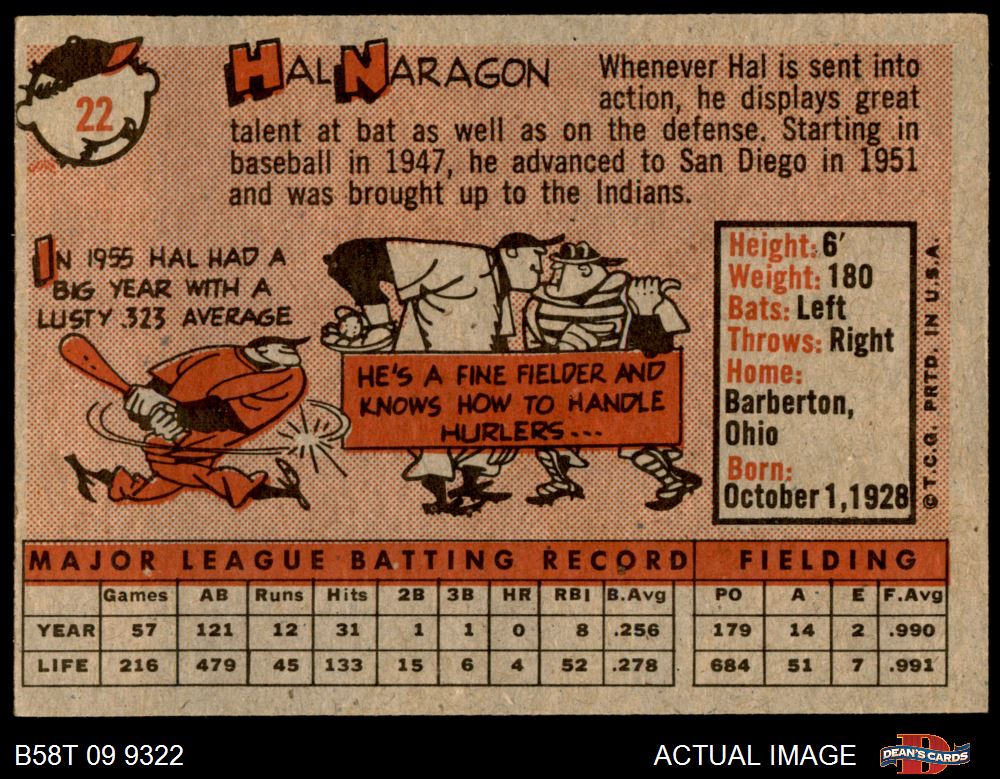 22
HAL NARAGON
Whenever Hal is sent into
action, he displays great
talent at bat as well as on the defense. Starting in
baseball in 1947, he advanced to San Diego in 1951
and was brought up to the Indians.
IN 1955 HAL HAD A
BIG YEAR WITH A
LUSTY .323 AVERAGE
HE'S A FINE FIELDER AND
KNOWS HOW TO HANDLE
HURLERS...
Height: 6'
Weight: 180
Bats: Left
Throws: Right
Home:
Barberton,
Ohio
Born:
October 1, 1928
© T.C.G. PRTD. IN U.S.A.
MAJOR LEAGUE BATTING RECORD FIELDING
Games AB Runs Hits 2B 3B HR RBI B.Avg PO A E F.Avg
YEAR 57 121 12 31 1 1 0 8 .256 179 14 2 .990
LIFE 216 479 45 133 15 6 4 52 .278 684 51 7 .991
B58T 09 9322
ACTUAL IMAGE
D
DEAN'S CARDS